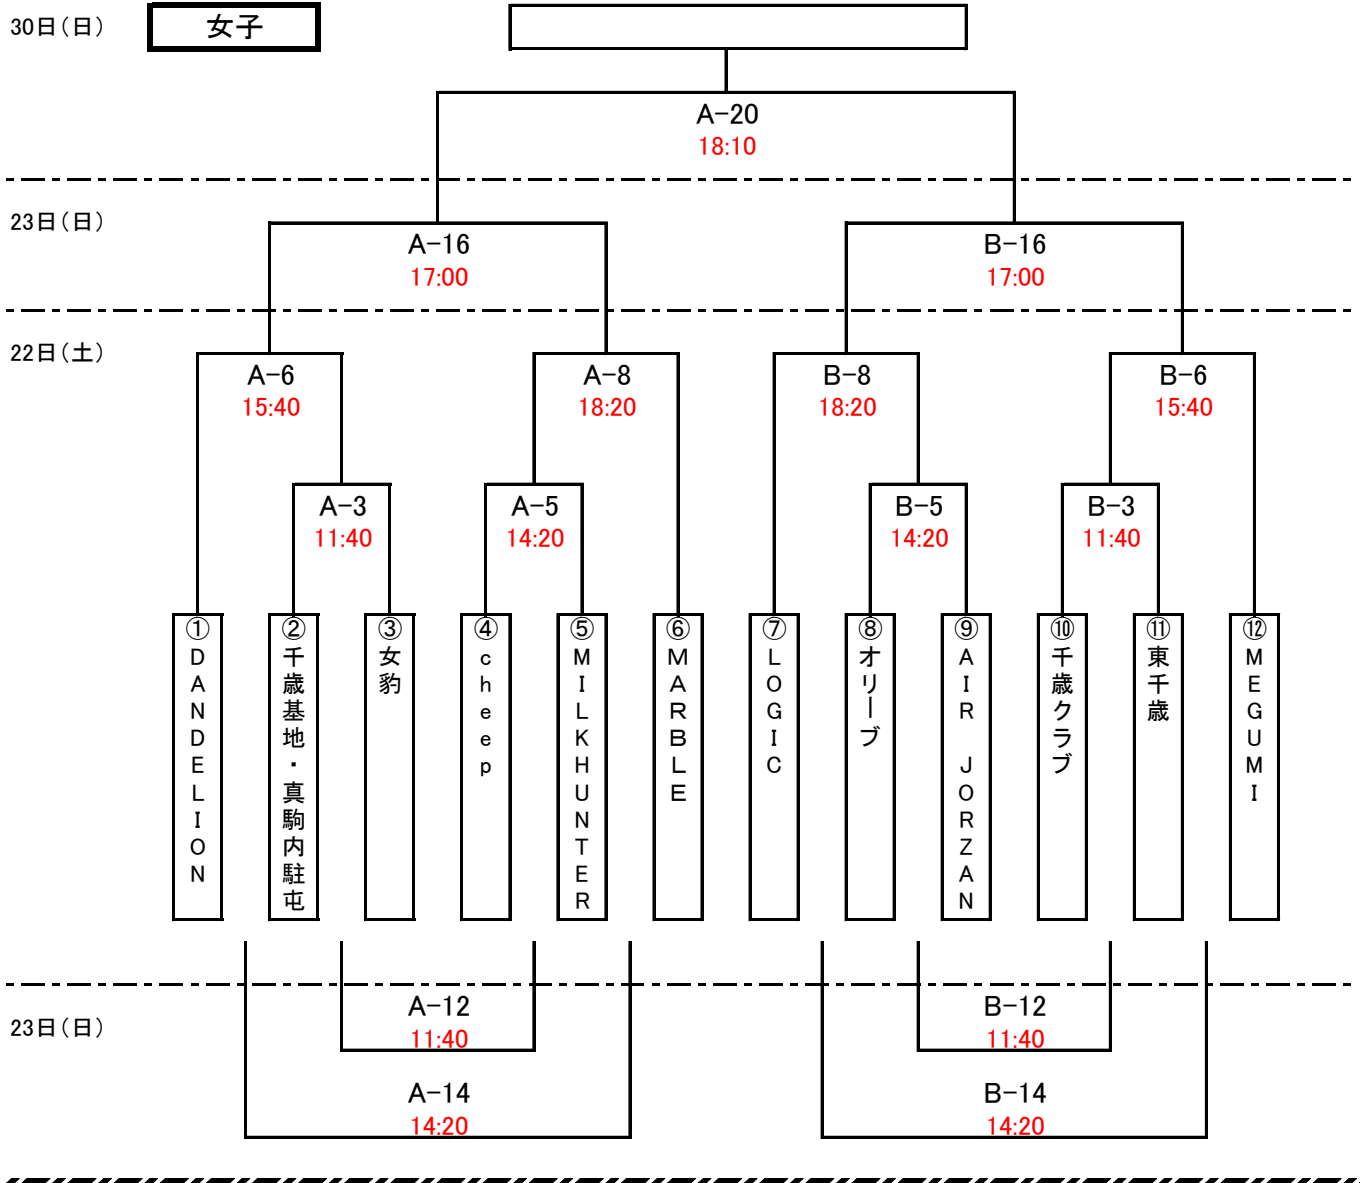 30日（日）
女子
A-20
18:10
23日（日）
A-16
17:00
B-16
17:00
22日（土）
A-6
15:40
A-8
18:20
B-8
18:20
B-6
15:40
A-3
11:40
A-5
14:20
B-5
14:20
B-3
11:40
①DANDELION
②千歳基地・真駒内駐屯
③女豹
④cheep
⑤MILKHUNTER
⑥MARBLE
⑦LOGIC
⑧オリーブ
⑨AIR JORZAN
⑩千歳クラブ
⑪東千歳
⑫MEGUMI
23日（日）
A-12
11:40
B-12
11:40
A-14
14:20
B-14
14:20